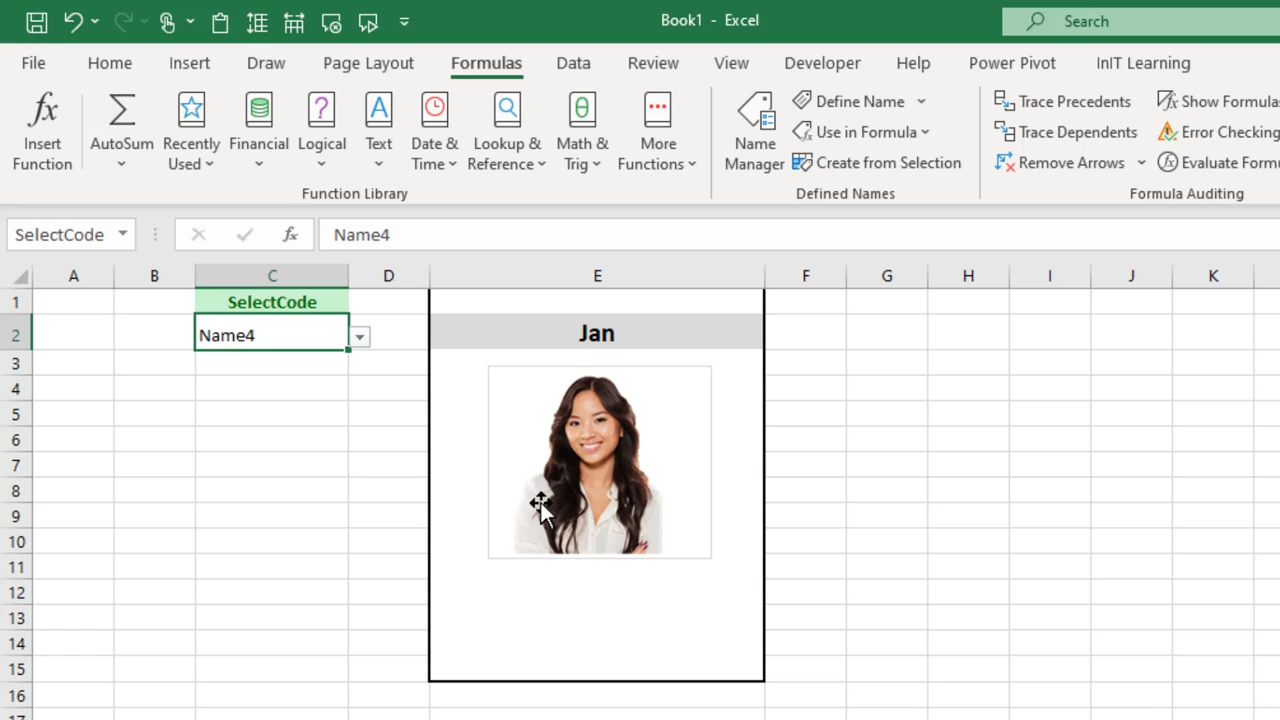 Book1 - Excel
Search
File Home Insert Draw Page Layout Formulas Data Review View Developer Help Power Pivot InIT Learning
fx
Insert Function
AutoSum
Recently Used
Financial
Logical
Text
Date & Time
Lookup & Reference
Math & Trig
More Functions
Function Library
Name Manager
Define Name
Use in Formula
Create from Selection
Defined Names
Trace Precedents
Trace Dependents
Remove Arrows
Show Formula
Error Checking
Evaluate Formu
Formula Auditing
SelectCode fx Name4
A B C D E F G H I J K
1 SelectCode
2 Name4 Jan
3
4
5
6
7
8
9
10
11
12
13
14
15
16
17